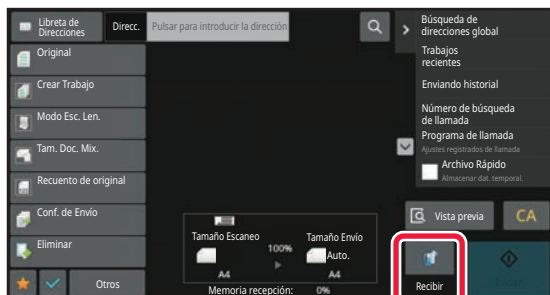 Libreta de
Direcciones
Direcc.
Pulsar para introducir la dirección
Original
Crear Trabajo
Modo Esc. Len.
Tam. Doc. Mix.
Recuento de original
Conf. de Envío
Eliminar
Otros
Tamaño Escaneo
100%
Tamaño Envío
Auto.
A4
A4
Memoria recepción:
0%
Búsqueda de
direcciones global
Trabajos
recientes
Enviando historial
Número de búsqueda
de llamada
Programa de llamada
Ajustes registrados de llamada
Archivo Rápido
Almacenar dat. temporal.
Vista previa
CA
Recibir